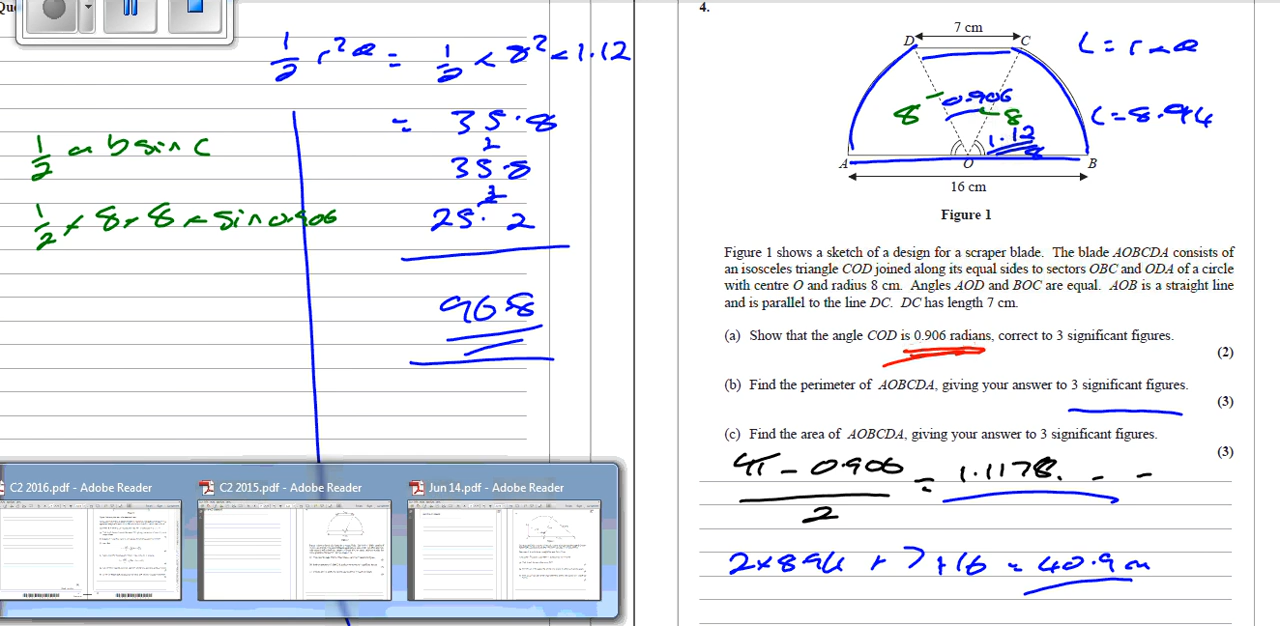 Qu
½ r² θ = ½ × 8² × 1.12
= 35.8
35.8
25.2
96.8
½ a b sin C
½ × 8 × 8 × sin 0.906
C2 2016.pdf - Adobe Reader
C2 2015.pdf - Adobe Reader
Jun 14.pdf - Adobe Reader
4.
7 cm
D
C
L = r × θ
0.906
8
8
L = 8.94
1.12
8
A
O
B
16 cm
Figure 1
Figure 1 shows a sketch of a design for a scraper blade. The blade AOBCDA consists of
an isosceles triangle COD joined along its equal sides to sectors OBC and ODA of a circle
with centre O and radius 8 cm. Angles AOD and BOC are equal. AOB is a straight line
and is parallel to the line DC. DC has length 7 cm.
(a) Show that the angle COD is 0.906 radians, correct to 3 significant figures.
(2)
(b) Find the perimeter of AOBCDA, giving your answer to 3 significant figures.
(3)
(c) Find the area of AOBCDA, giving your answer to 3 significant figures.
(3)
π - 0.906 / 2 = 1.1178. - -
2 × 8.94 + 7 + 16 = 40.9 cm